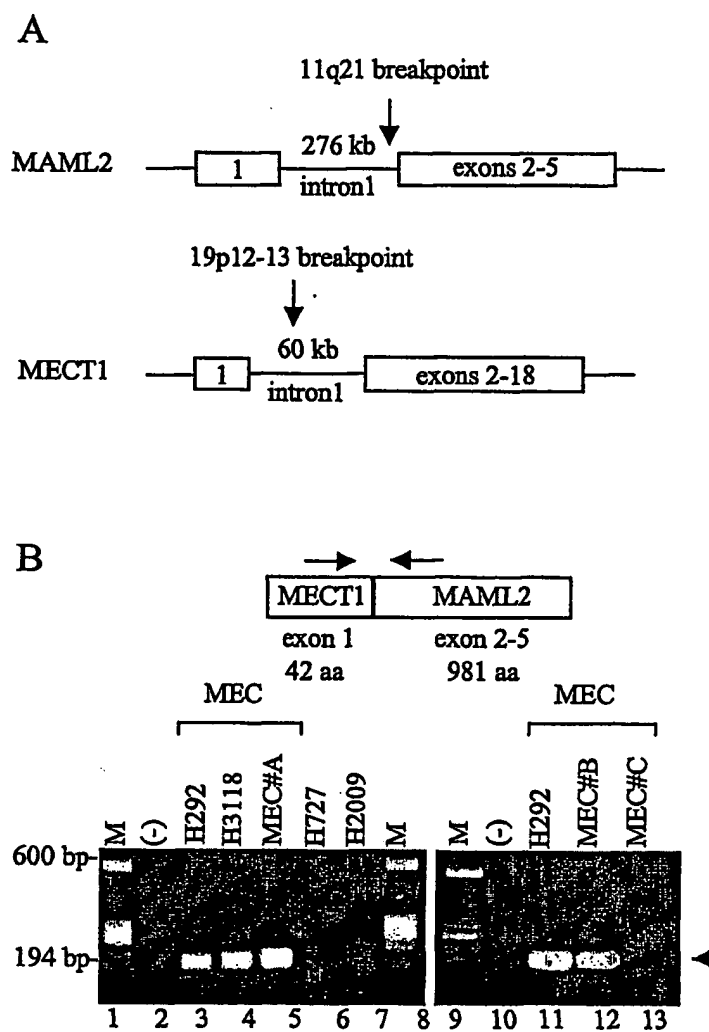 A
11q21 breakpoint
MAML2
1
276 kb
intron1
exons 2-5
19p12-13 breakpoint
MECT1
1
60 kb
intron1
exons 2-18
B
MECT1
MAML2
exon 1
exon 2-5
42 aa
981 aa
MEC
MEC
M
(-)
H292
H3118
MEC#A
H727
H2009
M
M
(-)
H292
MEC#B
MEC#C
600 bp-
194 bp-
1 2 3 4 5 6 7 8 9 10 11 12 13